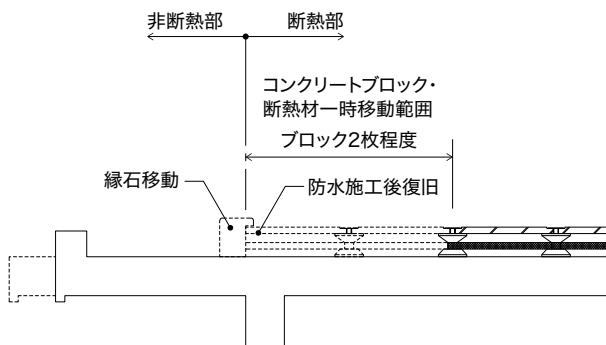 非断熱部
断熱部
コンクリートブロック・
断熱材一時移動範囲
ブロック2枚程度
縁石移動
防水施工後復旧